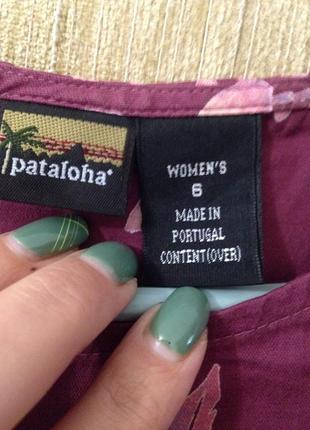 pataloha®
WOMEN'S
6
MADE IN
PORTUGAL
CONTENT(OVER)